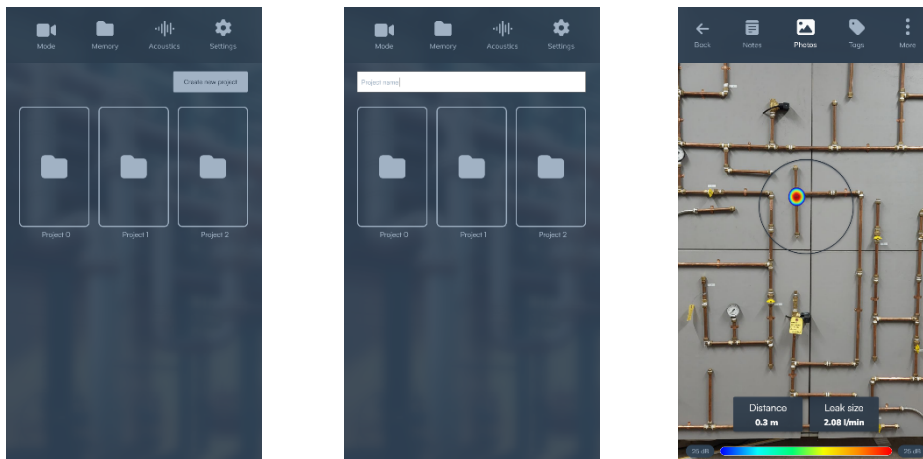 Mode Memory Acoustics Settings
Create new project
Project 0 Project 1 Project 2
Mode Memory Acoustics Settings
Project name
Project 0 Project 1 Project 2
Back Notes Photos Tags More
Distance Leak size
0.3 m 2.08 l/min
25 dB 25 dB